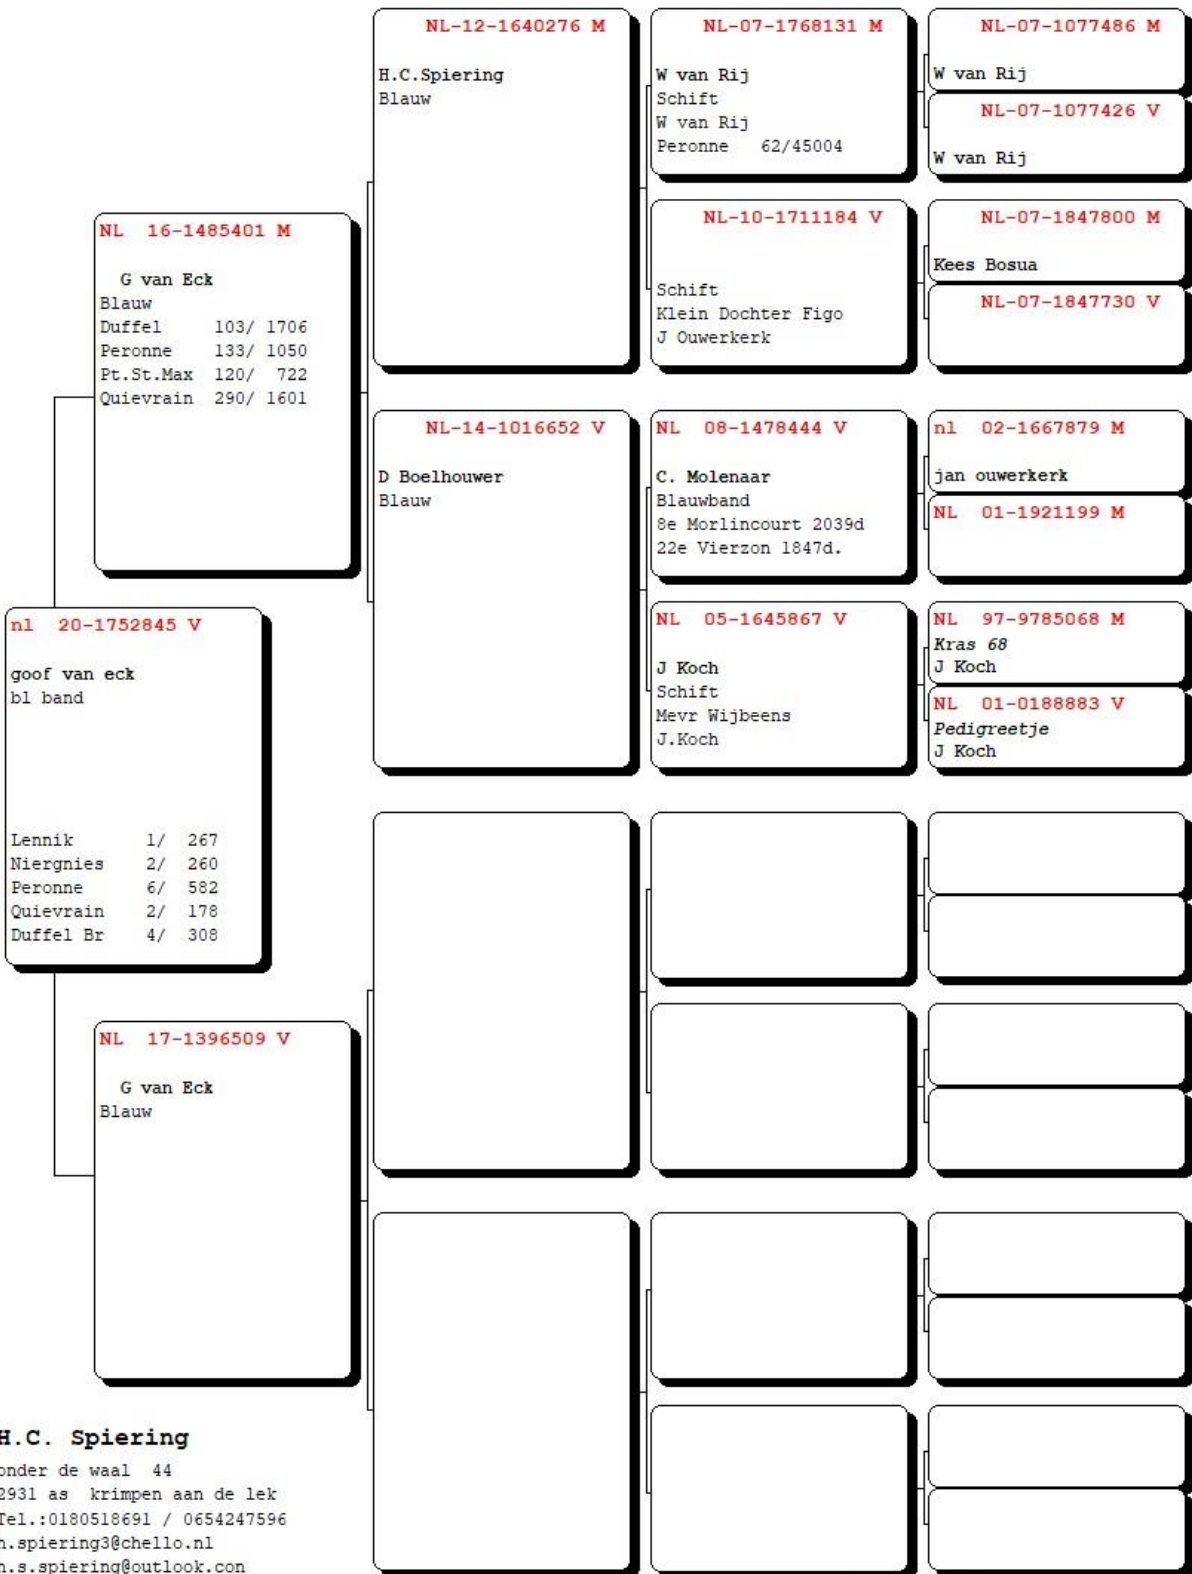 nl  20-1752845 V
goof van eck
bl band
Lennik 1/ 267
Niergnies 2/ 260
Peronne 6/ 582
Quievrain 2/ 178
Duffel Br 4/ 308
NL  16-1485401 M
G van Eck
Blauw
Duffel 103/ 1706
Peronne 133/ 1050
Pt.St.Max 120/ 722
Quievrain 290/ 1601
NL  17-1396509 V
G van Eck
Blauw
NL-12-1640276 M
H.C.Spiering
Blauw
NL-14-1016652 V
D Boelhouwer
Blauw
NL-07-1768131 M
W van Rij
Schift
W van Rij
Peronne 62/45004
NL-10-1711184 V
Schift
Klein Dochter Figo
J Ouwerkerk
NL  08-1478444 V
C. Molenaar
Blauwband
8e Morlincourt 2039d
22e Vierzon 1847d.
NL  05-1645867 V
J Koch
Schift
Mevr Wijbeens
J.Koch
NL-07-1077486 M
W van Rij
NL-07-1077426 V
W van Rij
NL-07-1847800 M
Kees Bosua
NL-07-1847730 V
nl  02-1667879 M
jan ouwerkerk
NL  01-1921199 M
NL  97-9785068 M
Kras 68
J Koch
NL  01-0188883 V
Pedigreetje
J Koch
H.C. Spiering
onder de waal  44
2931 as  krimpen aan de lek
Tel.:0180518691 / 0654247596
h.spiering3@chello.nl
h.s.spiering@outlook.con